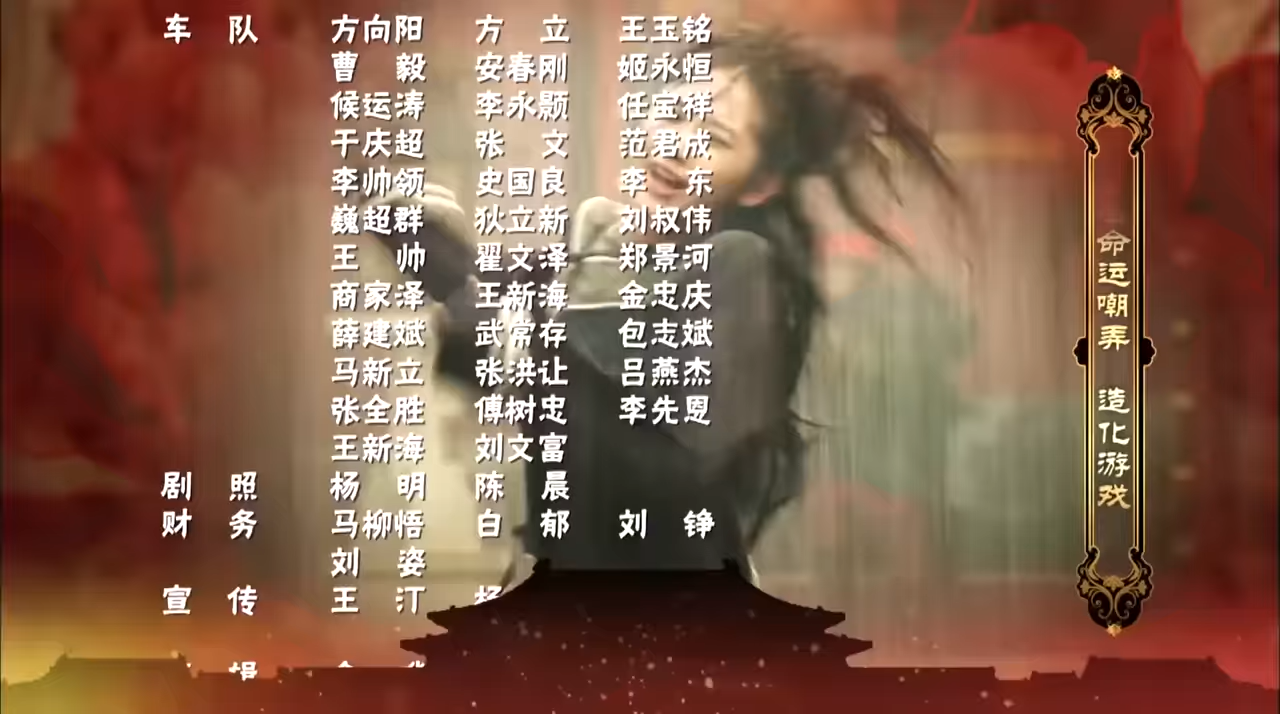 车队 方向阳 方立 王玉铭
曹毅 安春刚 姬永恒
候运涛 李永颢 任宝祥
干庆超 张文 范君成
李帅领 史国良 李东
巍超群 狄立新 刘叔伟
王帅 翟文泽 郑景河
商家泽 王新海 金忠庆
薛建斌 武常存 包志斌
马新立 张洪让 吕燕杰
张全胜 傅树忠 李先恩
王新海 刘文富
剧照 杨明 陈晨
财务 马柳悟 白郁 刘铮
刘姿
宣传 王汀
命运嘲弄 造化游戏